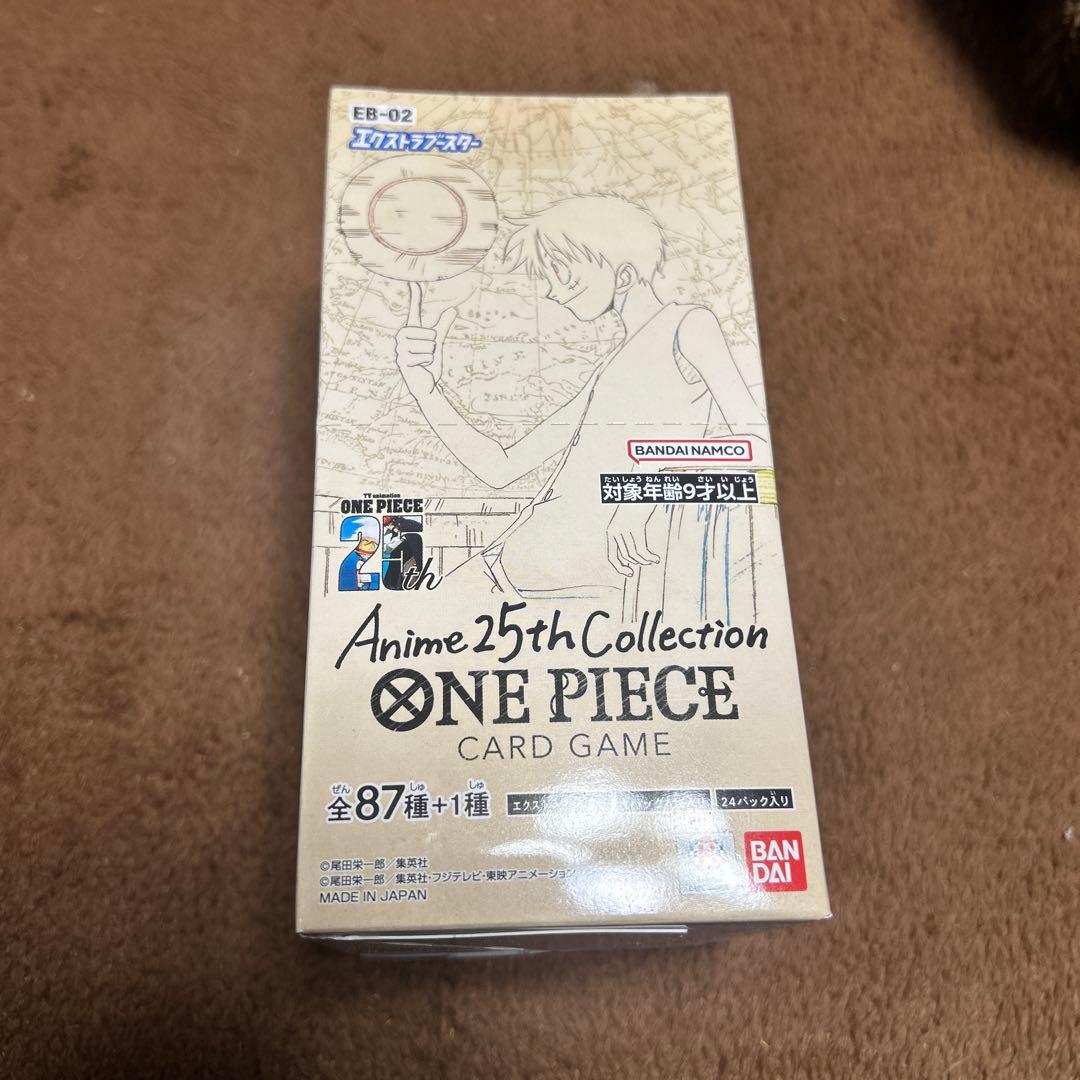 EB-02
エクストラブースター
BANDAI NAMCO
たいしょうねんれい さいいじょう
対象年齢9才以上
TV animation
ONE PIECE
25th
Anime 25th Collection
ONE PIECE
CARD GAME
ぜん しゅ しゅ
全87種+1種
エクス
24パック入り
BAN
DAI
©尾田栄一郎/集英社
©尾田栄一郎/集英社・フジテレビ・東映アニメーション
MADE IN JAPAN